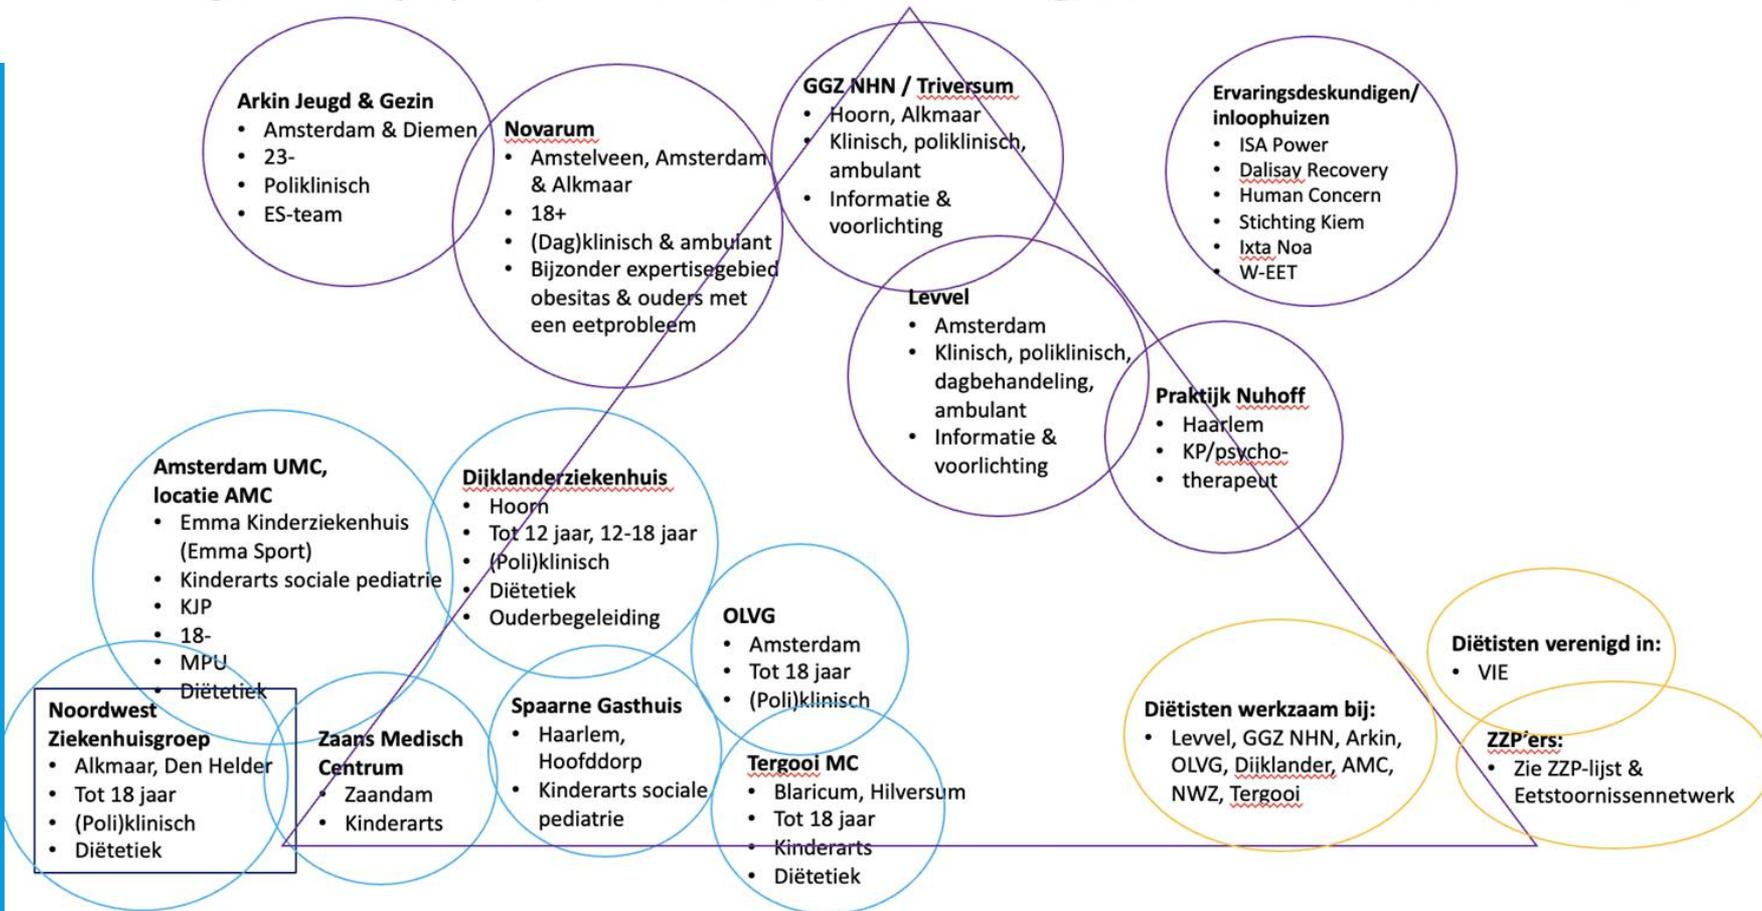 Arkin Jeugd & Gezin
• Amsterdam & Diemen
• 23-
• Poliklinisch
• ES-team
Novarum
• Amstelveen, Amsterdam
& Alkmaar
• 18+
• (Dag)klinisch & ambulant
• Bijzonder expertisegebied
obesitas & ouders met
een eetprobleem
GGZ NHN / Triversum
• Hoorn, Alkmaar
• Klinisch, poliklinisch,
ambulant
• Informatie &
voorlichting
Ervaringsdeskundigen/
inloophuizen
• ISA Power
• Dalisay Recovery
• Human Concern
• Stichting Kiem
• Ixta Noa
• W-EET
Levvel
• Amsterdam
• Klinisch, poliklinisch,
dagbehandeling,
ambulant
• Informatie &
voorlichting
Praktijk Nuhoff
• Haarlem
• KP/psycho-
• therapeut
Amsterdam UMC,
locatie AMC
• Emma Kinderziekenhuis
(Emma Sport)
• Kinderarts sociale pediatrie
• KJP
• 18-
• MPU
• Diëtetiek
Dijklanderziekenhuis
• Hoorn
• Tot 12 jaar, 12-18 jaar
• (Poli)klinisch
• Diëtetiek
• Ouderbegeleiding
OLVG
• Amsterdam
• Tot 18 jaar
• (Poli)klinisch
Noordwest
Ziekenhuisgroep
• Alkmaar, Den Helder
• Tot 18 jaar
• (Poli)klinisch
• Diëtetiek
Zaans Medisch
Centrum
• Zaandam
• Kinderarts
Spaarne Gasthuis
• Haarlem,
Hoofddorp
• Kinderarts sociale
pediatrie
Tergooi MC
• Blaricum, Hilversum
• Tot 18 jaar
• Kinderarts
• Diëtetiek
Diëtisten werkzaam bij:
• Levvel, GGZ NHN, Arkin,
OLVG, Dijklander, AMC,
NWZ, Tergooi
Diëtisten verenigd in:
• VIE
ZZP'ers:
• Zie ZZP-lijst &
Eetstoornissennetwerk